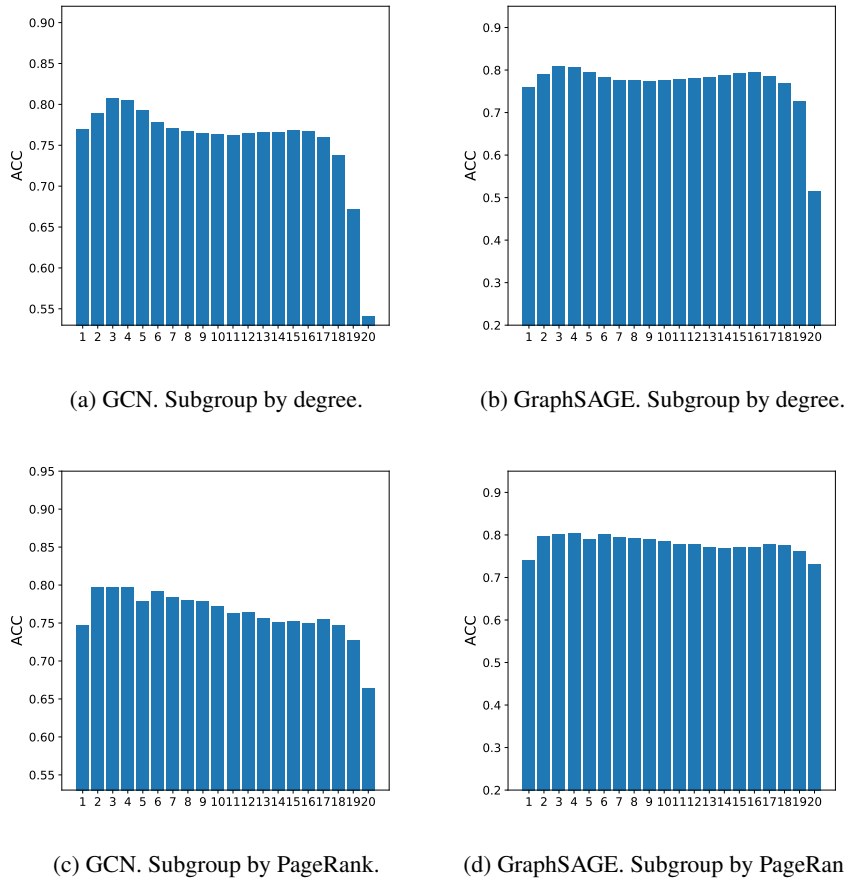 0.90
0.85
0.80
0.75
0.70
0.65
0.60
0.55
ACC
1 2 3 4 5 6 7 8 9 10 11 12 13 14 15 16 17 18 19 20
(a) GCN. Subgroup by degree.
0.9
0.8
0.7
0.6
0.5
0.4
0.3
0.2
ACC
1 2 3 4 5 6 7 8 9 10 11 12 13 14 15 16 17 18 19 20
(b) GraphSAGE. Subgroup by degree.
0.95
0.90
0.85
0.80
0.75
0.70
0.65
0.60
0.55
ACC
1 2 3 4 5 6 7 8 9 10 11 12 13 14 15 16 17 18 19 20
(c) GCN. Subgroup by PageRank.
0.9
0.8
0.7
0.6
0.5
0.4
0.3
0.2
ACC
1 2 3 4 5 6 7 8 9 10 11 12 13 14 15 16 17 18 19 20
(d) GraphSAGE. Subgroup by PageRan